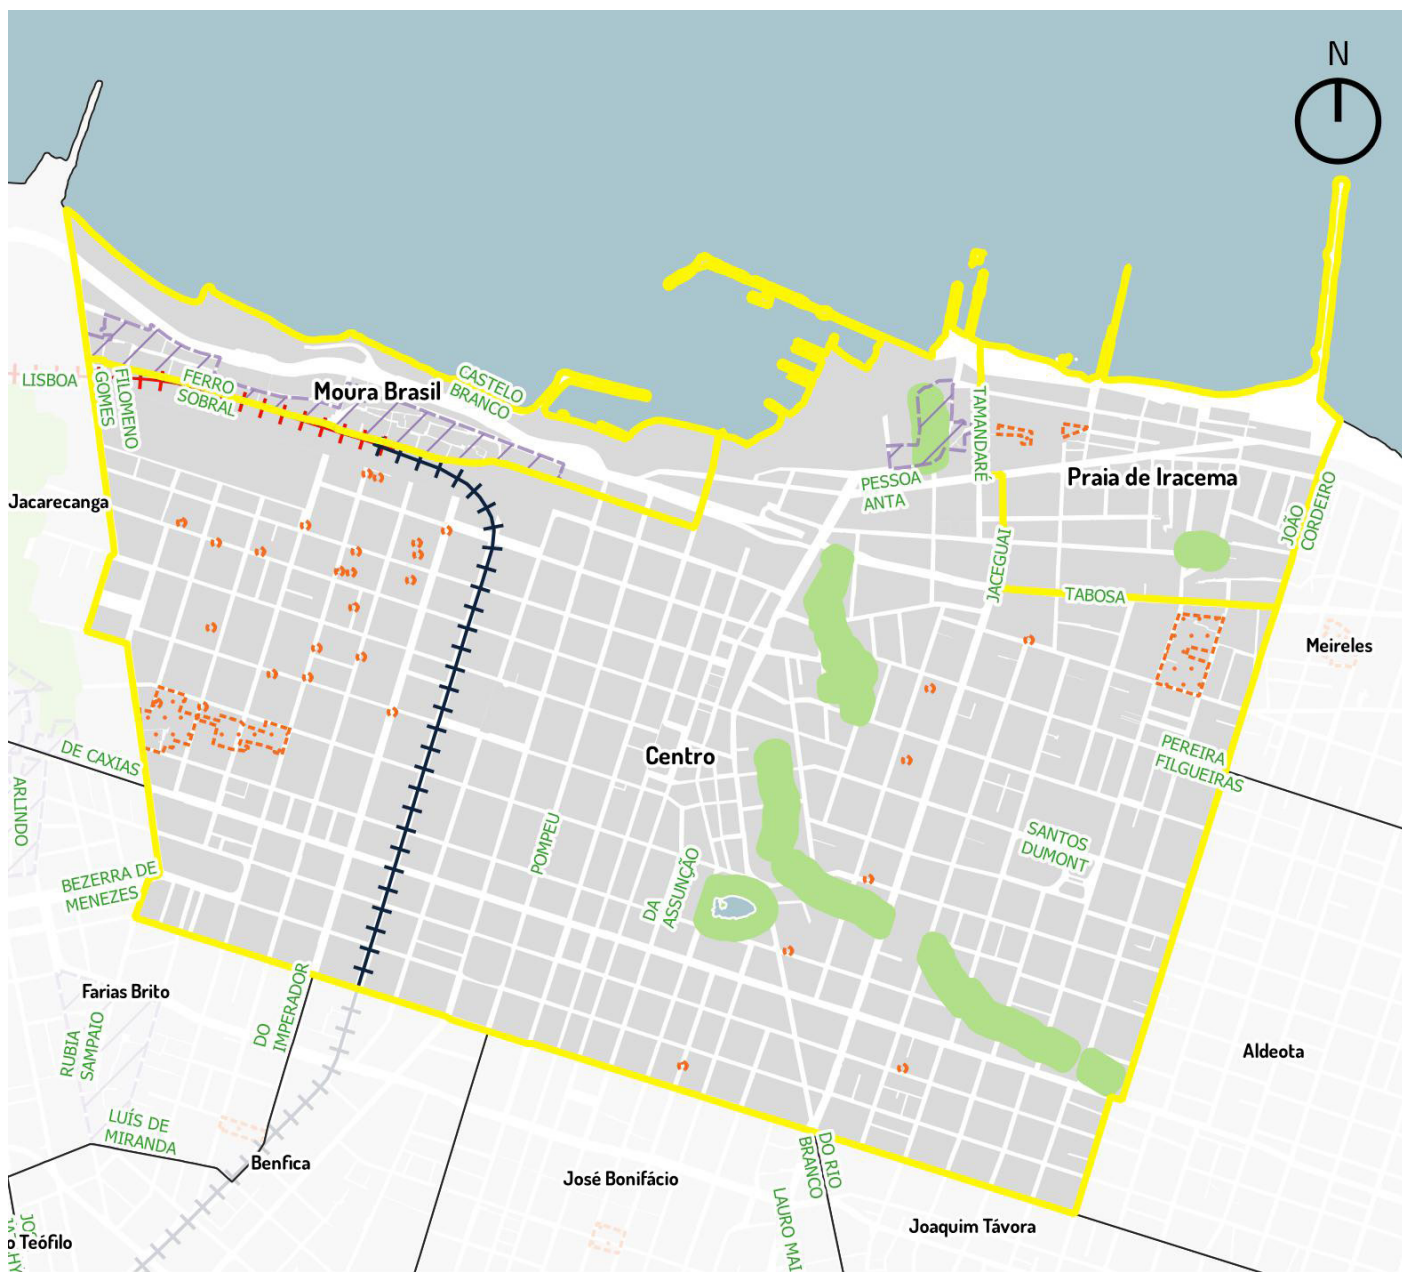 N
CASTELO
BRANCO
LISBOA
FILOMENO
GOMES
FERRO
SOBRAL
Moura Brasil
TAMANDARÉ
PESSOA
ANTA
Praia de Iracema
Jacarecanga
JOÃO
CORDEIRO
JACEGUAI
TABOSA
Meireles
DE CAXIAS
Centro
PEREIRA
FILGUEIRAS
ARLINDO
POMPEU
SANTOS
DUMONT
DA
ASSUNÇÃO
BEZERRA DE
MENEZES
Farias Brito
DO
IMPERADOR
RUBIA
SAMPAIO
Aldeota
LUÍS DE
MIRANDA
Benfica
José Bonifácio
DO RIO
BRANCO
LAURO MAI
Joaquim Távora
o Teófilo